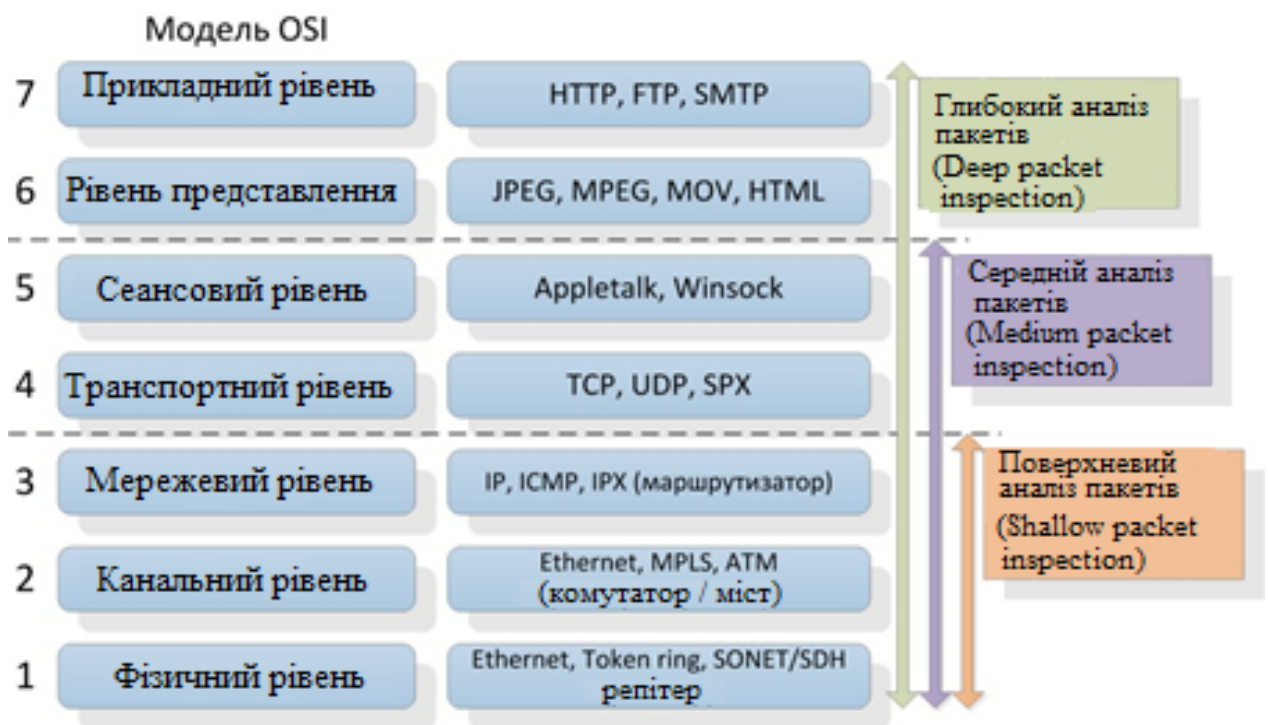 Модель OSI
7
Прикладний рівень
HTTP, FTP, SMTP
6
Рівень представлення
JPEG, MPEG, MOV, HTML
5
Сеансовий рівень
Appletalk, Winsock
4
Транспортний рівень
TCP, UDP, SPX
3
Мережевий рівень
IP, ICMP, IPX (маршрутизатор)
2
Канальний рівень
Ethernet, MPLS, ATM
(комутатор / міст)
1
Фізичний рівень
Ethernet, Token ring, SONET/SDH
репітер
Глибокий аналіз
пакетів
(Deep packet
inspection)
Середній аналіз
пакетів
(Medium packet
inspection)
Поверхневий
аналіз пакетів
(Shallow packet
inspection)